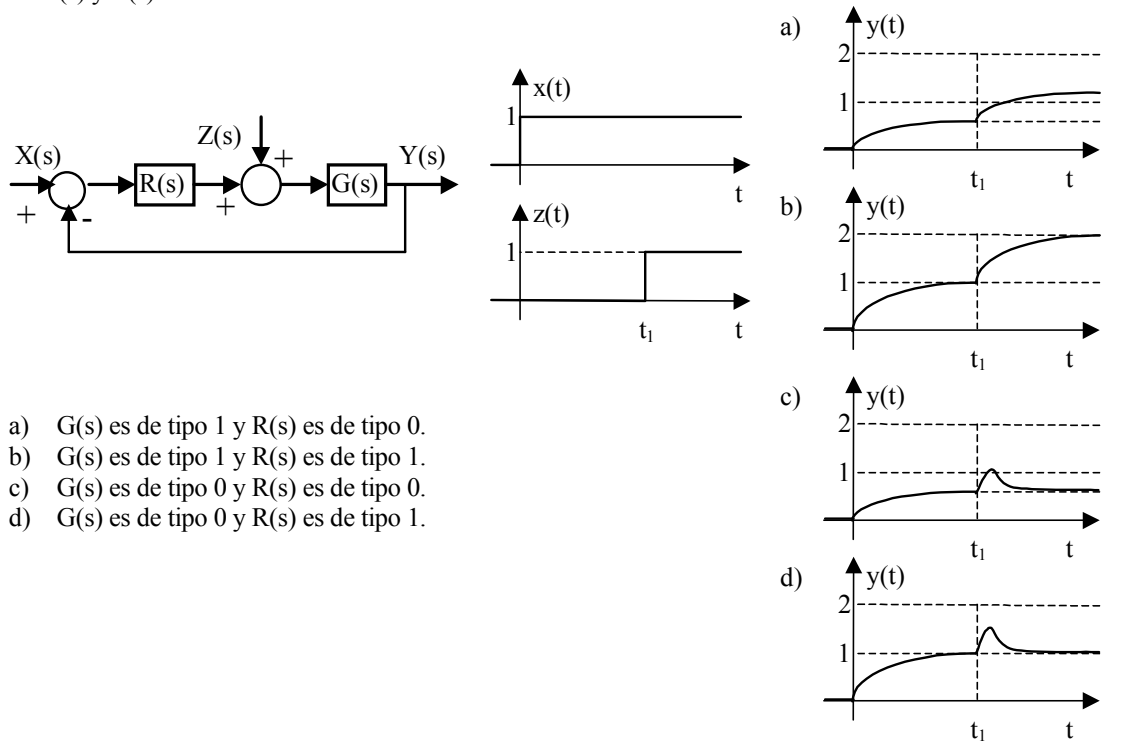 X(s)
+
-
R(s)
Z(s)
+
+
G(s)
Y(s)
x(t)
1
t
z(t)
1
t₁
t
a)
y(t)
2
1
t₁
t
b)
y(t)
2
1
t₁
t
c)
y(t)
2
1
t₁
t
d)
y(t)
2
1
t₁
t
a) G(s) es de tipo 1 y R(s) es de tipo 0.
b) G(s) es de tipo 1 y R(s) es de tipo 1.
c) G(s) es de tipo 0 y R(s) es de tipo 0.
d) G(s) es de tipo 0 y R(s) es de tipo 1.